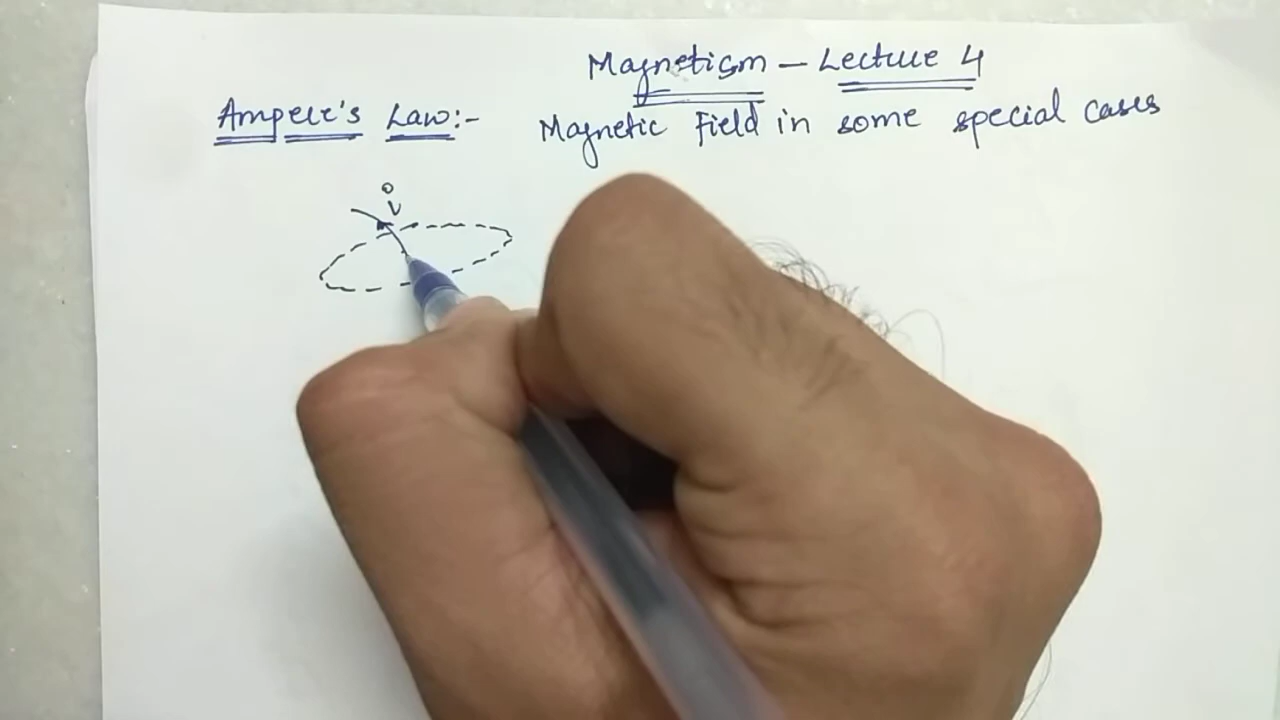 Magnetism - Lecture 4
Ampere's Law:- Magnetic Field in some special cases
i